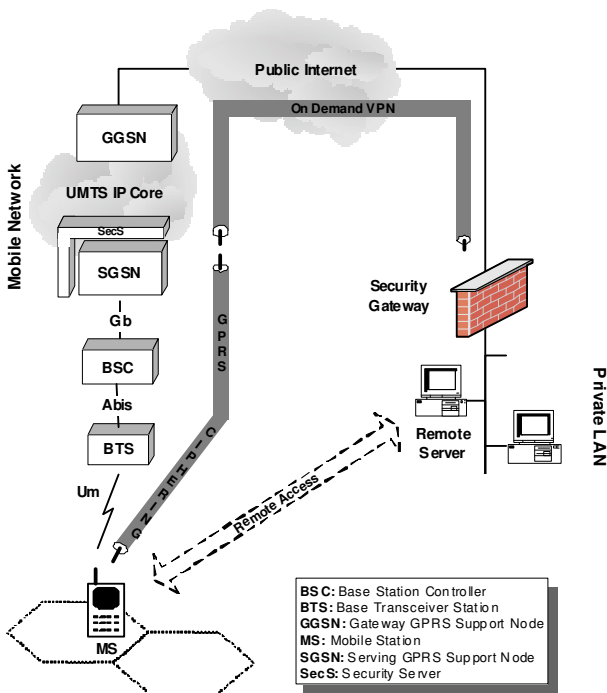 Public Internet
On Demand VPN
GGSN
Mobile Network
UMTS IP Core
SecS
SGSN
Security
Gateway
Gb
GPRS
BSC
Abis
Private LAN
Remote
Server
BTS
CIPHERING
Um
Remote Access
MS
BSC: Base Station Controller
BTS: Base Transceiver Station
GGSN: Gateway GPRS Support Node
MS: Mobile Station
SGSN: Serving GPRS Support Node
SecS: Security Server